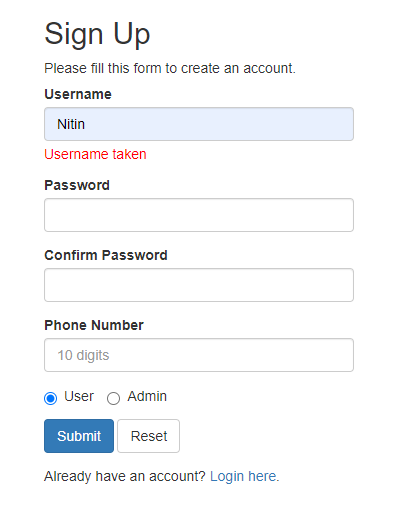 Sign Up
Please fill this form to create an account.
Username
Nitin
Username taken
Password
Confirm Password
Phone Number
10 digits
User Admin
Submit Reset
Already have an account? Login here.